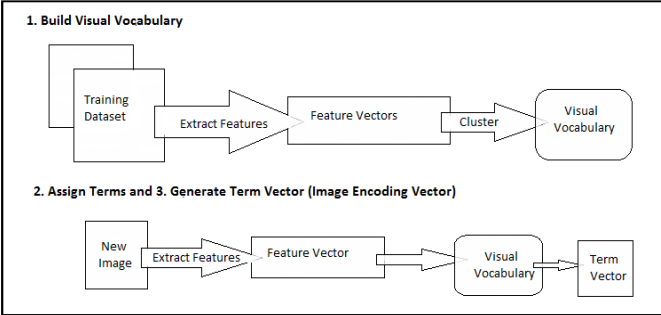 1. Build Visual Vocabulary
Training
Dataset
Extract Features
Feature Vectors
Cluster
Visual
Vocabulary
2. Assign Terms and 3. Generate Term Vector (Image Encoding Vector)
New
Image
Extract Features
Feature Vector
Visual
Vocabulary
Term
Vector